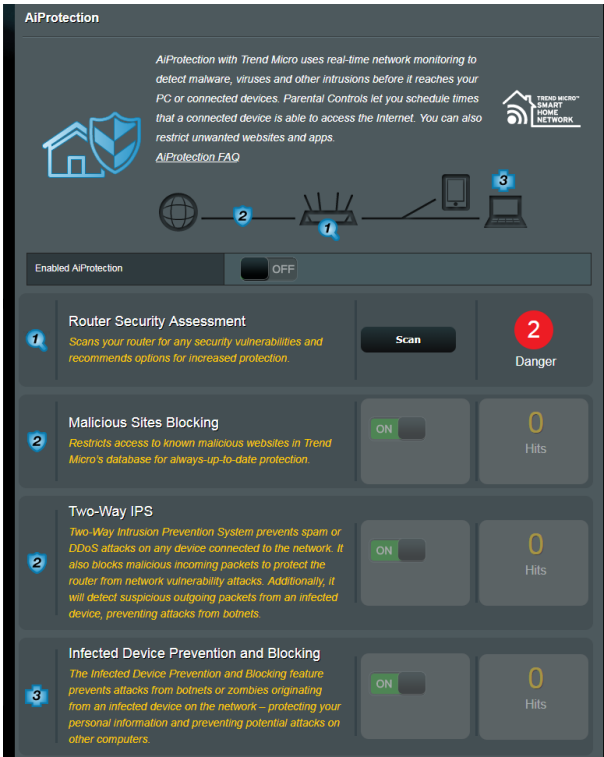 AiProtection
AiProtection with Trend Micro uses real-time network monitoring to
detect malware, viruses and other intrusions before it reaches your
PC or connected devices. Parental Controls let you schedule times
that a connected device is able to access the Internet. You can also
restrict unwanted websites and apps.
AiProtection FAQ
TREND MICRO™
SMART
HOME
NETWORK
3
2
1
Enabled AiProtection
OFF
1
Router Security Assessment
Scans your router for any security vulnerabilities and
recommends options for increased protection.
Scan
2
Danger
2
Malicious Sites Blocking
Restricts access to known malicious websites in Trend
Micro's database for always-up-to-date protection.
ON
0
Hits
2
Two-Way IPS
Two-Way Intrusion Prevention System prevents spam or
DDoS attacks on any device connected to the network. It
also blocks malicious incoming packets to protect the
router from network vulnerability attacks. Additionally, it
will detect suspicious outgoing packets from an infected
device, preventing attacks from botnets.
ON
0
Hits
3
Infected Device Prevention and Blocking
The Infected Device Prevention and Blocking feature
prevents attacks from botnets or zombies originating
from an infected device on the network – protecting your
personal information and preventing potential attacks on
other computers.
ON
0
Hits